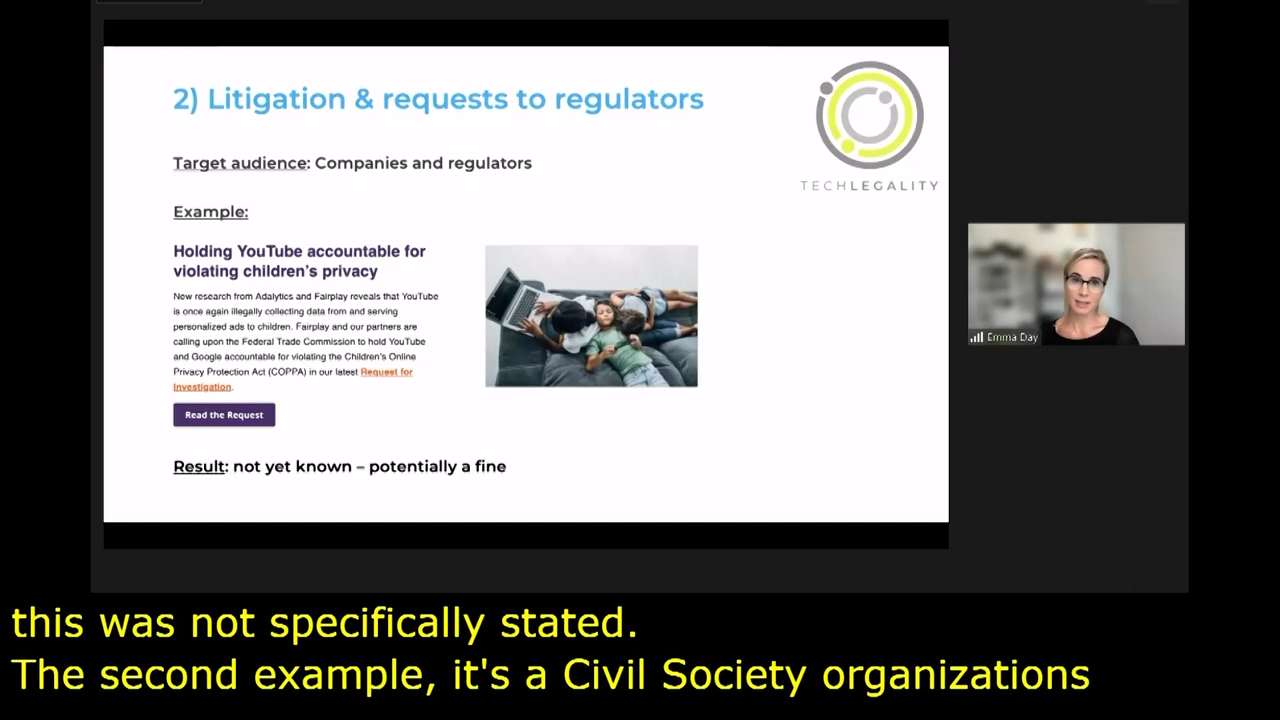 2) Litigation & requests to regulators
TECHLEGALITY
Target audience: Companies and regulators
Example:
Holding YouTube accountable for
violating children's privacy
New research from Adalytics and Fairplay reveals that YouTube
is once again illegally collecting data from and serving
personalized ads to children. Fairplay and our partners are
calling upon the Federal Trade Commission to hold YouTube
and Google accountable for violating the Children's Online
Privacy Protection Act (COPPA) in our latest Request for
Investigation.
Read the Request
Result: not yet known – potentially a fine
Emma Day
this was not specifically stated.
The second example, it's a Civil Society organizations